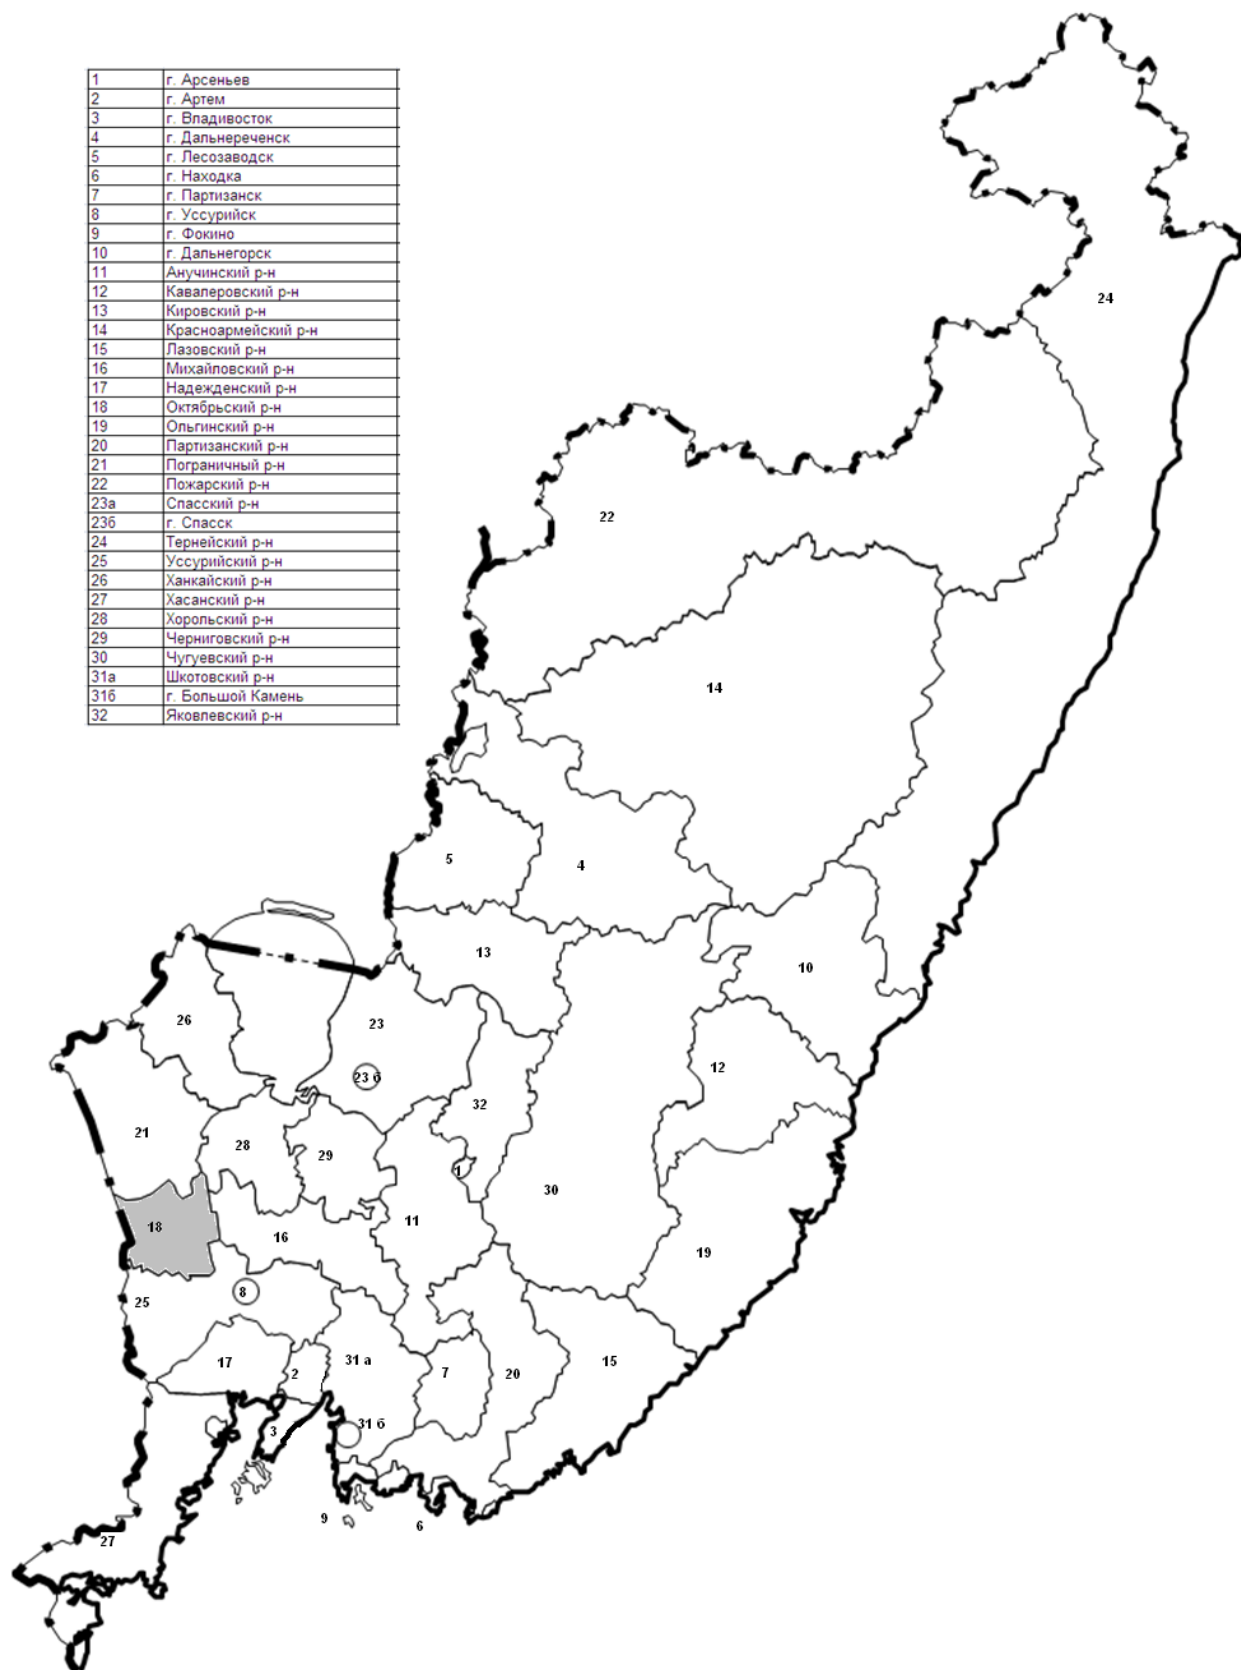 1 г. Арсеньев
2 г. Артем
3 г. Владивосток
4 г. Дальнереченск
5 г. Лесозаводск
6 г. Находка
7 г. Партизанск
8 г. Уссурийск
9 г. Фокино
10 г. Дальнегорск
11 Анучинский р-н
12 Кавалеровский р-н
13 Кировский р-н
14 Красноармейский р-н
15 Лазовский р-н
16 Михайловский р-н
17 Надежденский р-н
18 Октябрьский р-н
19 Ольгинский р-н
20 Партизанский р-н
21 Пограничный р-н
22 Пожарский р-н
23а Спасский р-н
23б г. Спасск
24 Тернейский р-н
25 Уссурийский р-н
26 Ханкайский р-н
27 Хасанский р-н
28 Хорольский р-н
29 Черниговский р-н
30 Чугуевский р-н
31а Шкотовский р-н
31б г. Большой Камень
32 Яковлевский р-н
24
22
14
5
4
13
10
26
23
12
23 б
32
21
28
29
1
30
18
11
16
19
8
25
17
2
31 а
7
20
15
3
31 б
9
6
27